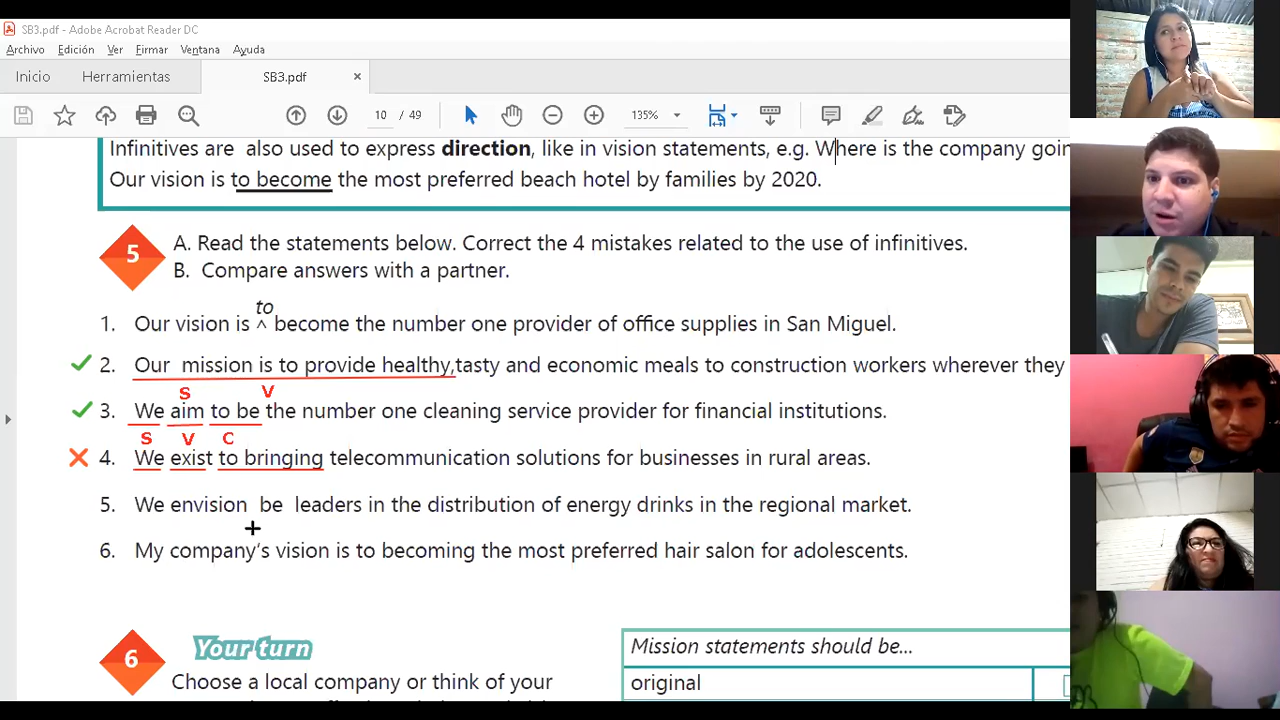 SB3.pdf - Adobe Acrobat Reader DC
Archivo Edición Ver Firmar Ventana Ayuda
Inicio Herramientas SB3.pdf ×
10 / 49 135%
Infinitives are also used to express direction, like in vision statements, e.g. Where is the company goin
Our vision is to become the most preferred beach hotel by families by 2020.
5 A. Read the statements below. Correct the 4 mistakes related to the use of infinitives.
B. Compare answers with a partner.
to
1. Our vision is ^ become the number one provider of office supplies in San Miguel.
2. Our mission is to provide healthy,tasty and economic meals to construction workers wherever they
S V
3. We aim to be the number one cleaning service provider for financial institutions.
S V C
4. We exist to bringing telecommunication solutions for businesses in rural areas.
5. We envision be leaders in the distribution of energy drinks in the regional market.
6. My company's vision is to becoming the most preferred hair salon for adolescents.
6 Your turn
Choose a local company or think of your
Mission statements should be...
original